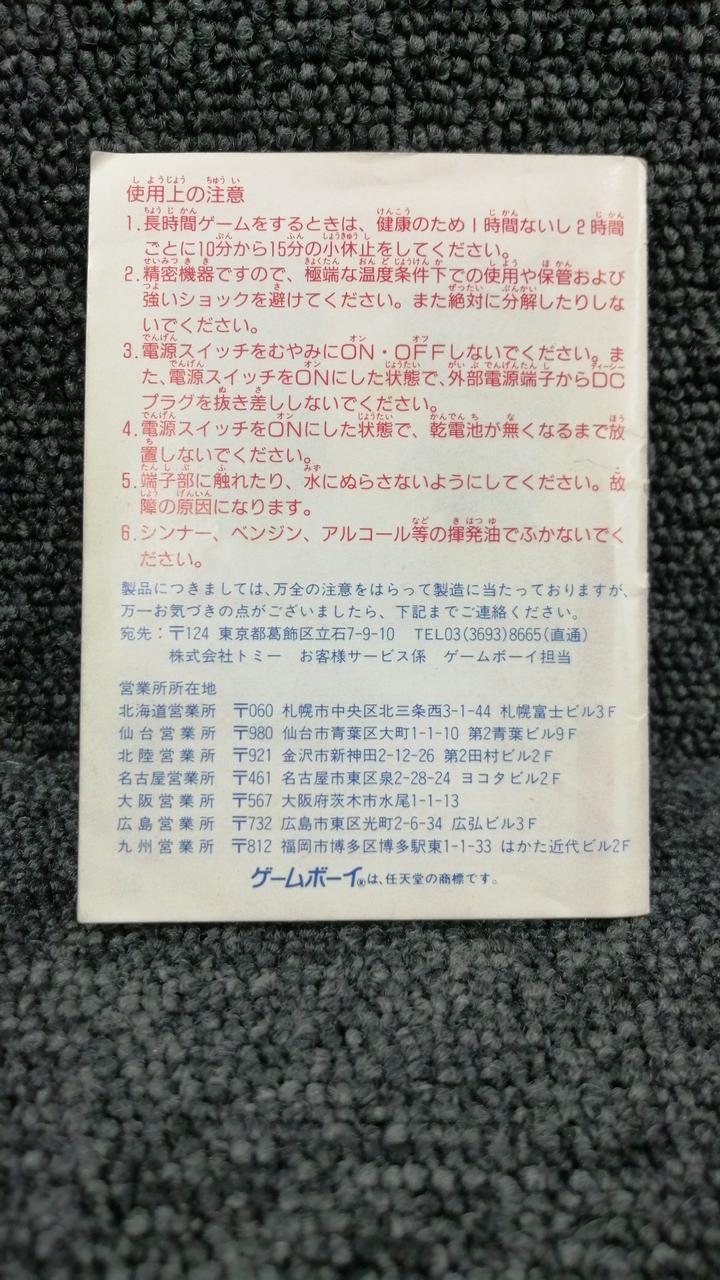 使用上の注意
1.長時間ゲームをするときは、健康のため1時間ないし2時間
ごとに10分から15分の小休止をしてください。
2.精密機器ですので、極端な温度条件下での使用や保管および
強いショックを避けてください。また絶対に分解したりしな
いでください。
3.電源スイッチをむやみにON・OFFしないでください。ま
た、電源スイッチをONにした状態で、外部電源端子からDC
プラグを抜き差ししないでください。
4.電源スイッチをONにした状態で、乾電池が無くなるまで放
置しないでください。
5.端子部に触れたり、水にぬらさないようにしてください。故
障の原因になります。
6.シンナー、ベンジン、アルコール等の揮発油でふかないでく
ださい。
製品につきましては、万全の注意をはらって製造に当たっておりますが、
万一お気づきの点がございましたら、下記までご連絡ください。
宛先：〒124 東京都葛飾区立石7-9-10 TEL03(3693)8665(直通)
株式会社トミー お客様サービス係 ゲームボーイ担当
営業所所在地
北海道営業所 〒060 札幌市中央区北三条西3-1-44 札幌富士ビル3F
仙台営業所 〒980 仙台市青葉区大町1-1-10 第2青葉ビル9F
北陸営業所 〒921 金沢市新神田2-12-26 第2田村ビル2F
名古屋営業所 〒461 名古屋市東区泉2-28-24 ヨコタビル2F
大阪営業所 〒567 大阪府茨木市水尾1-1-13
広島営業所 〒732 広島市東区光町2-6-34 広弘ビル3F
九州営業所 〒812 福岡市博多区博多駅東1-1-33 はかた近代ビル2F
ゲームボーイ®は、任天堂の商標です。